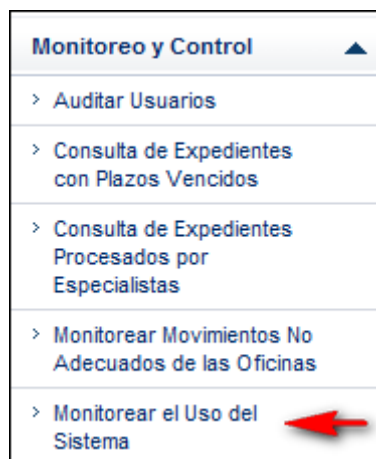 Monitoreo y Control
Auditar Usuarios
Consulta de Expedientes
con Plazos Vencidos
Consulta de Expedientes
Procesados por
Especialistas
Monitorear Movimientos No
Adecuados de las Oficinas
Monitorear el Uso del
Sistema